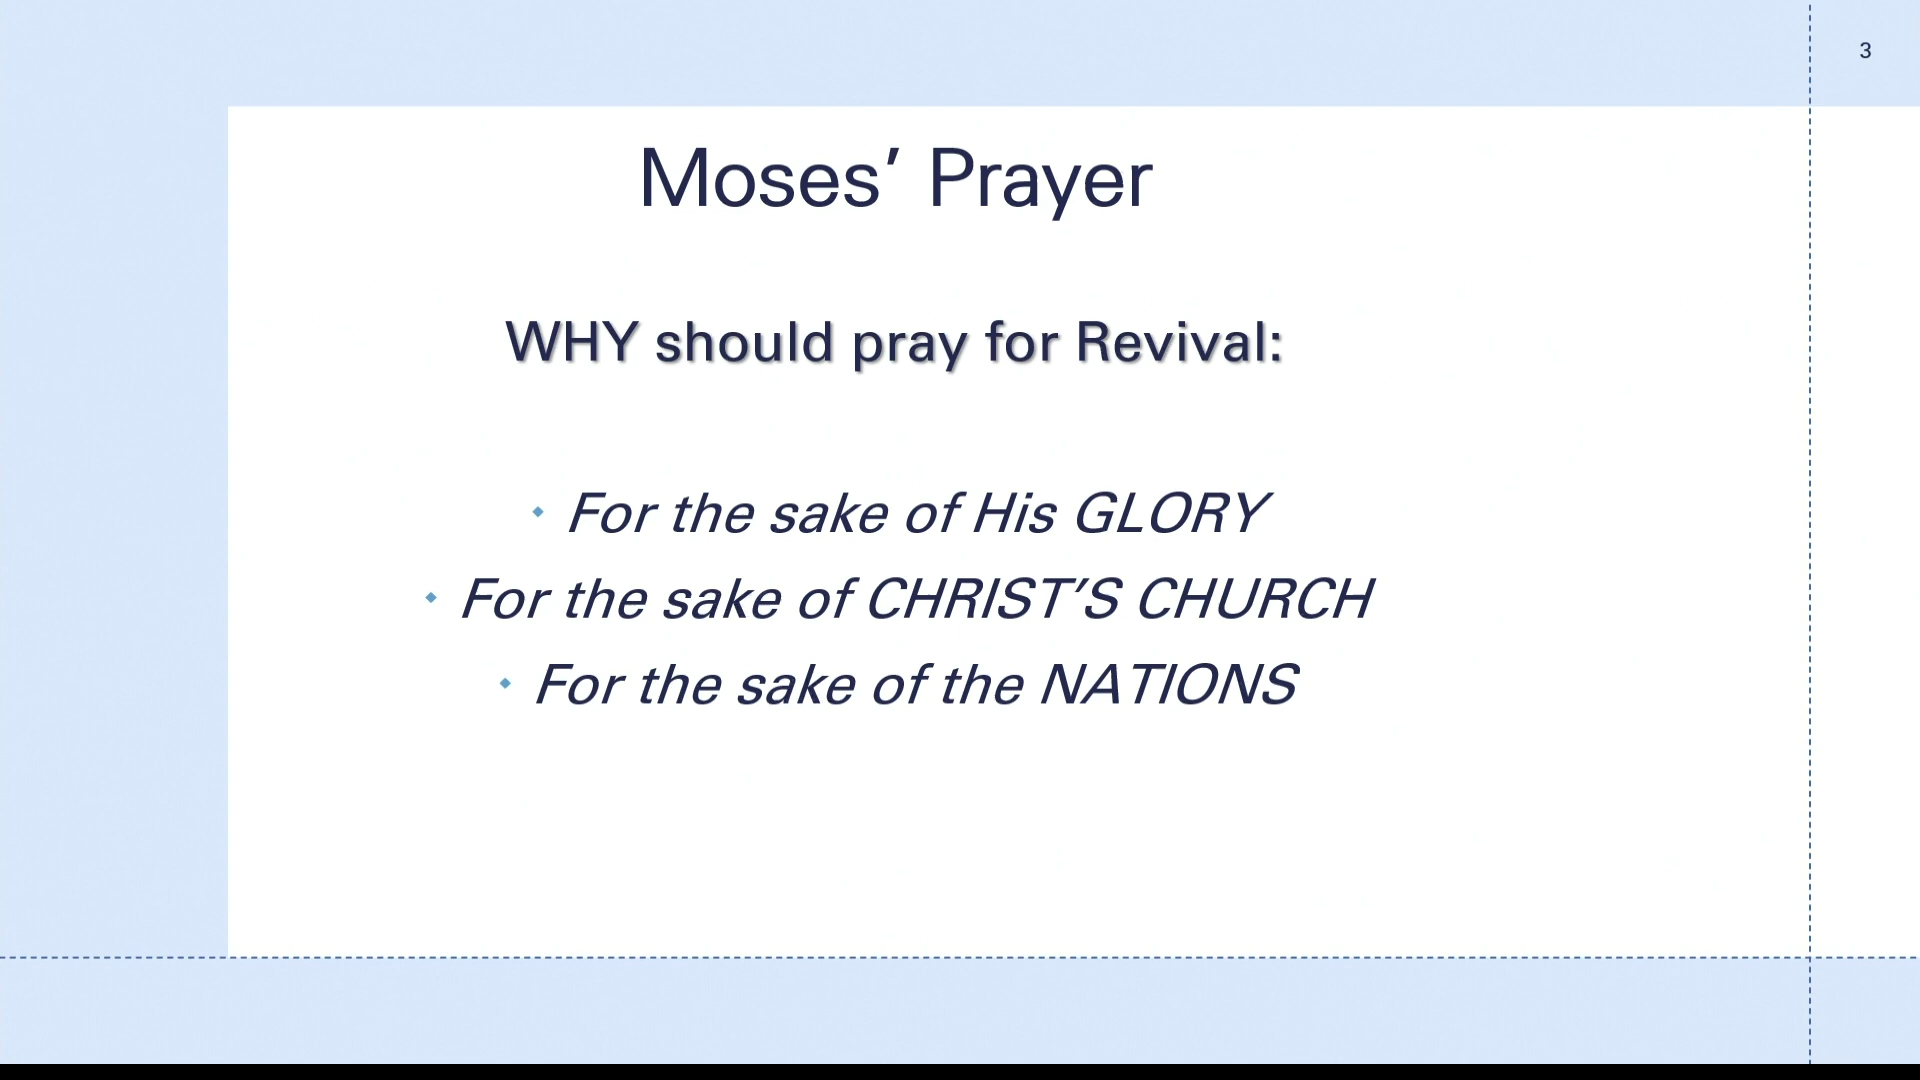 3
Moses’ Prayer
WHY should pray for Revival:
For the sake of His GLORY
For the sake of CHRIST’S CHURCH
For the sake of the NATIONS